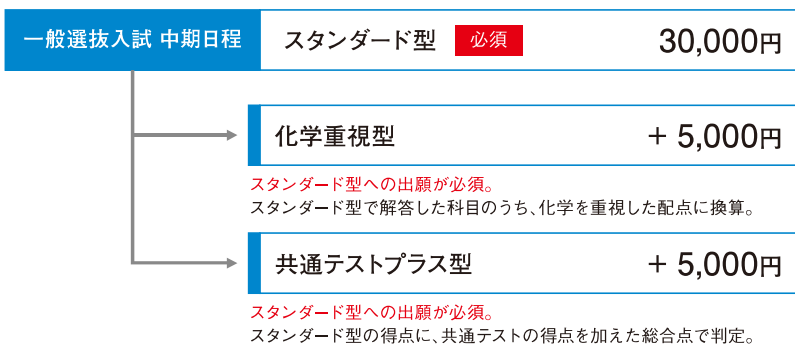 一般選抜入試 中期日程 スタンダード型 必須 30,000円
化学重視型 + 5,000円
スタンダード型への出願が必須。
スタンダード型で解答した科目のうち、化学を重視した配点に換算。
共通テストプラス型 + 5,000円
スタンダード型への出願が必須。
スタンダード型の得点に、共通テストの得点を加えた総合点で判定。